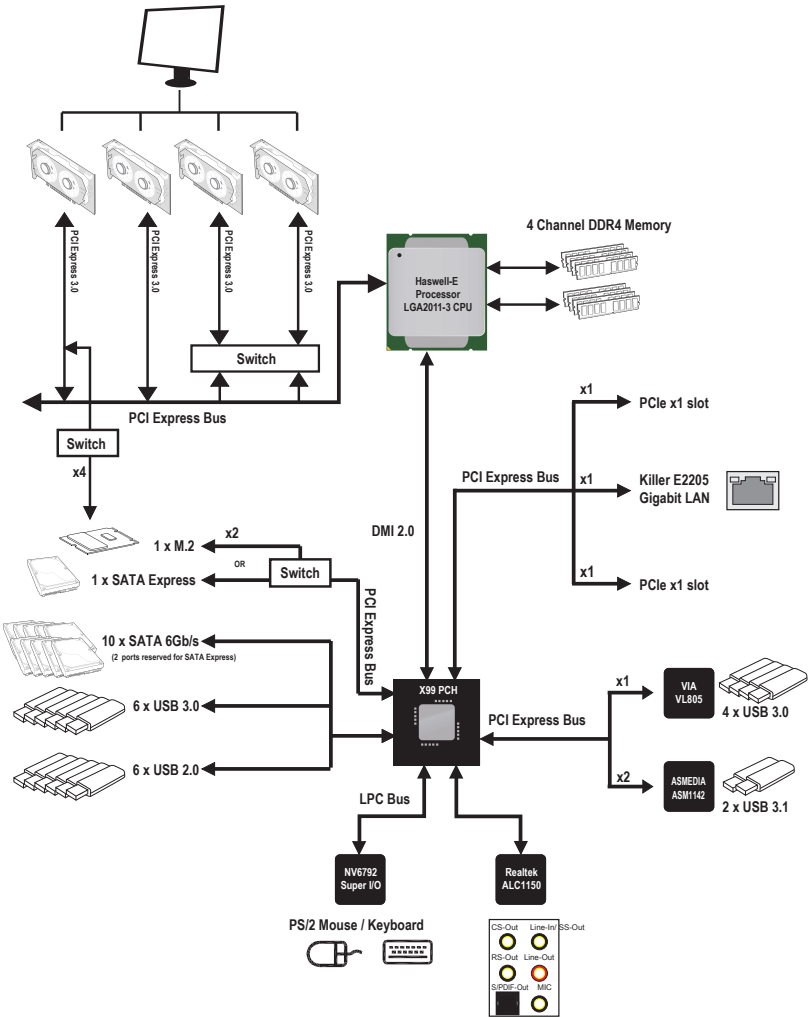 PCI Express 3.0
PCI Express 3.0
PCI Express 3.0
PCI Express 3.0
4 Channel DDR4 Memory
Haswell-E
Processor
LGA2011-3 CPU
Switch
PCI Express Bus
Switch
x4
x1
PCIe x1 slot
PCI Express Bus
x1
Killer E2205
Gigabit LAN
x1
PCIe x1 slot
DMI 2.0
1 x M.2
x2
OR
Switch
1 x SATA Express
PCI Express Bus
10 x SATA 6Gb/s
(2 ports reserved for SATA Express)
6 x USB 3.0
6 x USB 2.0
X99 PCH
PCI Express Bus
x1
VIA
VL805
4 x USB 3.0
x2
ASMEDIA
ASM1142
2 x USB 3.1
LPC Bus
NV6792
Super I/O
Realtek
ALC1150
PS/2 Mouse / Keyboard
CS-Out
Line-In/ SS-Out
RS-Out
Line-Out
S/PDIF-Out
MIC